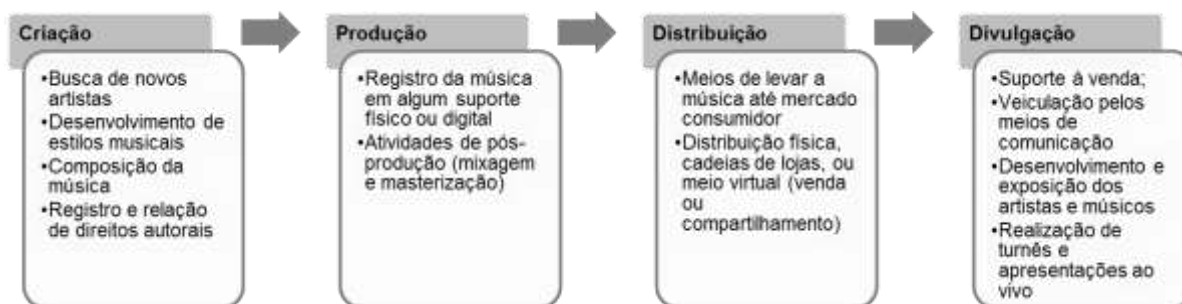 Criação
•Busca de novos
artistas
•Desenvolvimento de
estilos musicais
•Composição da
música
•Registro e relação
de direitos autorais
Produção
•Registro da música
em algum suporte
físico ou digital
•Atividades de pós-
produção (mixagem
e masterização)
Distribuição
•Meios de levar a
música até mercado
consumidor
•Distribuição física,
cadeias de lojas, ou
meio virtual (venda
ou
compartilhamento)
Divulgação
•Suporte á venda;
•Veiculação pelos
meios de
comunicação
•Desenvolvimento e
exposição dos
artistas e músicos
•Realização de
turnês e
apresentações ao
vivo